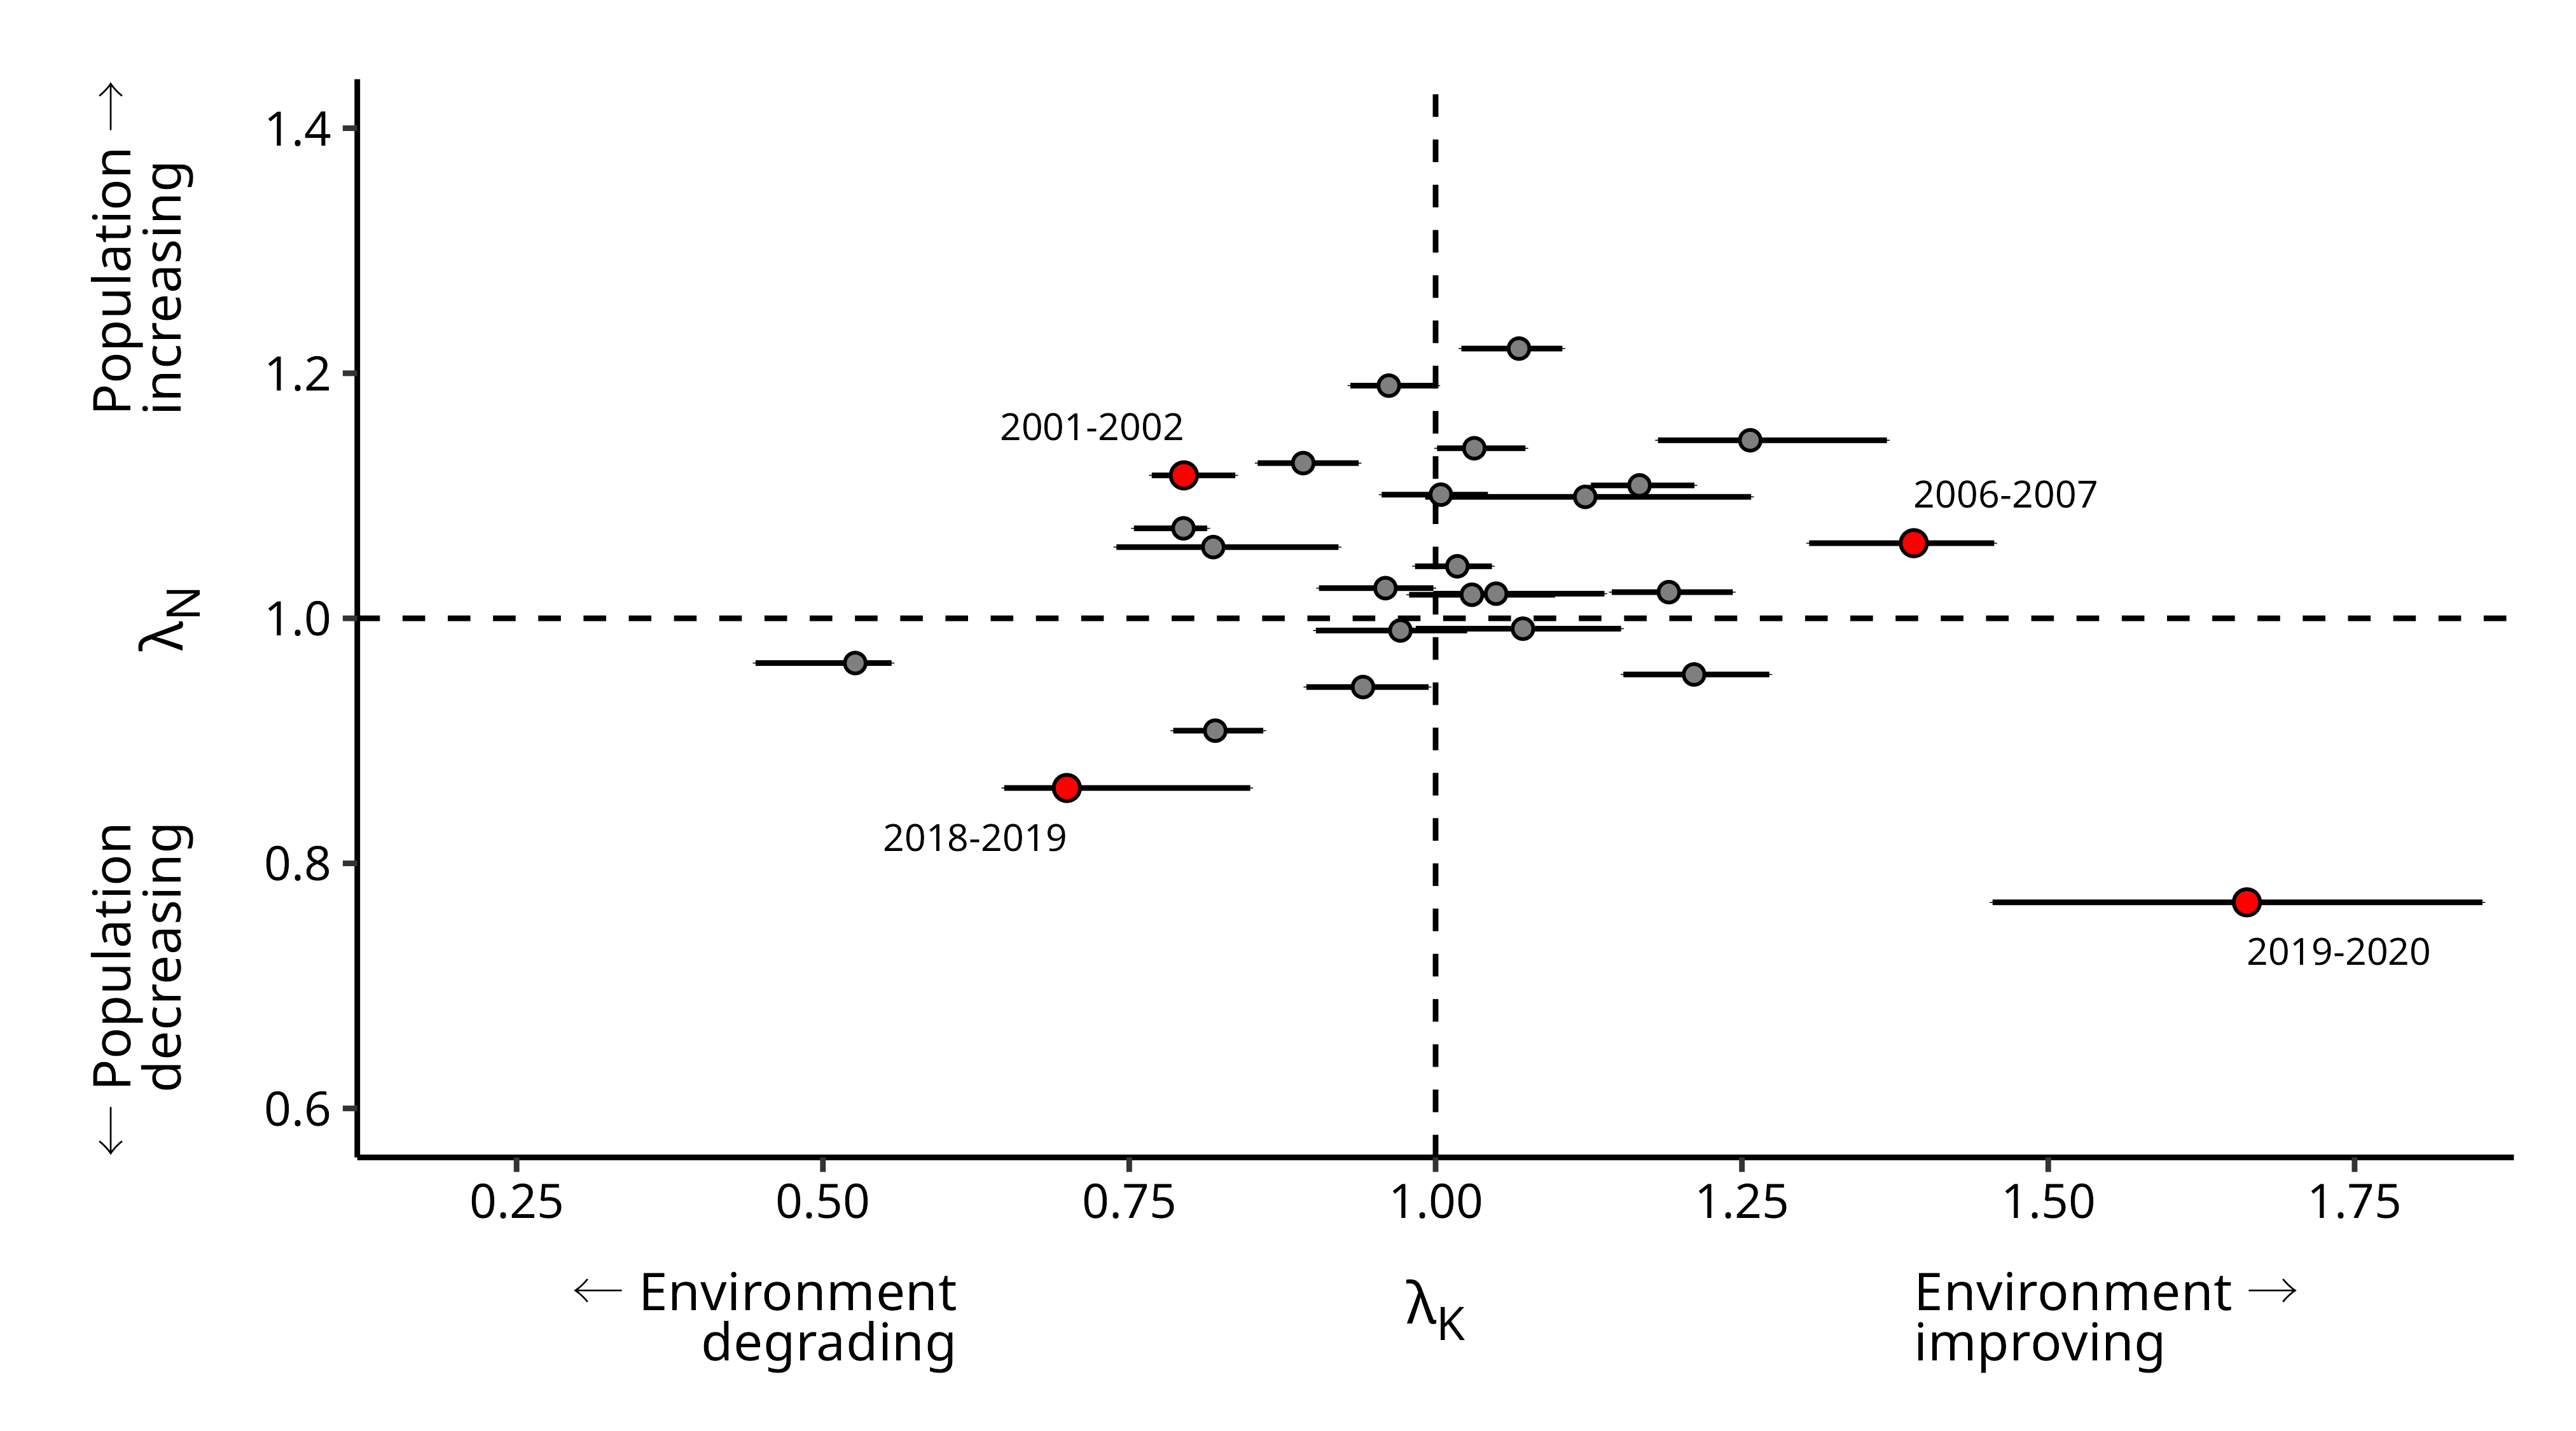 Population →
increasing
λN
← Population
decreasing
1.4
1.2
1.0
0.8
0.6
2001-2002
2006-2007
2018-2019
2019-2020
0.25 0.50 0.75 1.00 1.25 1.50 1.75
← Environment
degrading
λK
Environment →
improving